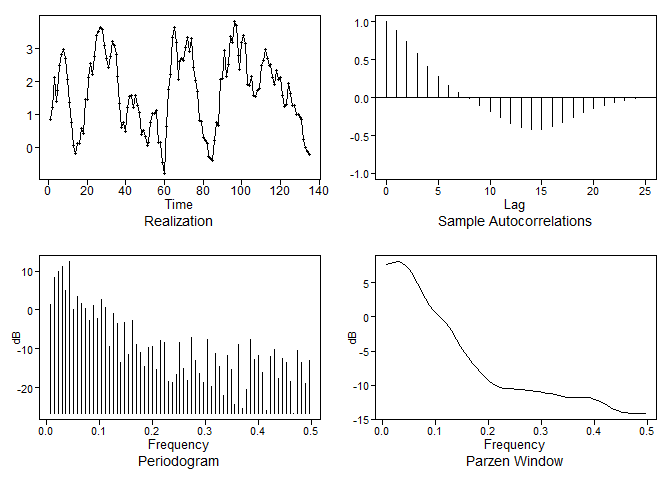 3
2
1
0
1 20 40 60 80 100 120 140
Time
Realization
1.0
0.5
0.0
-0.5
-1.0
0 5 10 15 20 25
Lag
Sample Autocorrelations
10
0
-10
-20
dB
0.0 0.1 0.2 0.3 0.4 0.5
Frequency
Periodogram
5
0
-5
-10
-15
dB
0.0 0.1 0.2 0.3 0.4 0.5
Frequency
Parzen Window